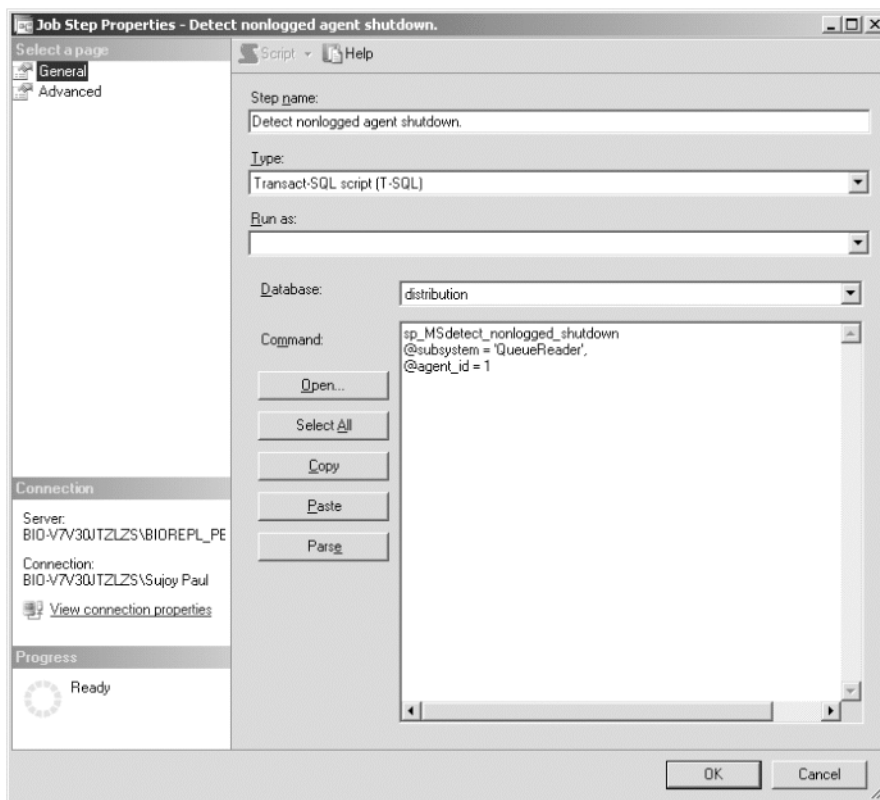 Job Step Properties - Detect nonlogged agent shutdown.
Select a page
General
Advanced
Script
Help
Step name:
Detect nonlogged agent shutdown.
Type:
Transact-SQL script (T-SQL)
Run as:
Database:
distribution
Command:
sp_MSdetect_nonlogged_shutdown
@subsystem = 'QueueReader',
@agent_id = 1
Open...
Select All
Copy
Paste
Parse
Connection
Server:
BIO-V7V30JTZLZS\BIOREPL_PE
Connection:
BIO-V7V30JTZLZS\Sujoy Paul
View connection properties
Progress
Ready
OK
Cancel